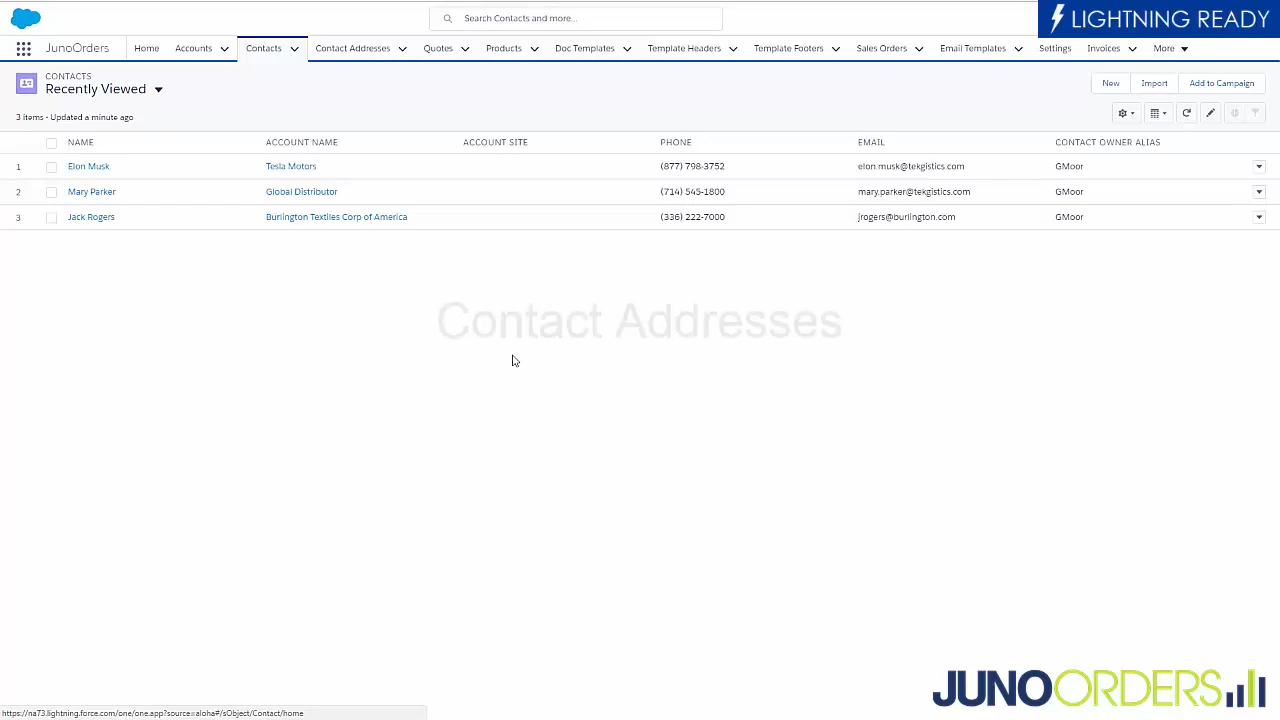 Search Contacts and more...
LIGHTNING READY
JunoOrders Home Accounts Contacts Contact Addresses Quotes Products Doc Templates Template Headers Template Footers Sales Orders Email Templates Settings Invoices More
CONTACTS
Recently Viewed
New Import Add to Campaign
3 items • Updated a minute ago
NAME ACCOUNT NAME ACCOUNT SITE PHONE EMAIL CONTACT OWNER ALIAS
1 Elon Musk Tesla Motors (877) 798-3752 elon.musk@tekgistics.com GMoor
2 Mary Parker Global Distributor (714) 545-1800 mary.parker@tekgistics.com GMoor
3 Jack Rogers Burlington Textiles Corp of America (336) 222-7000 jrogers@burlington.com GMoor
Contact Addresses
JUNOORDERS
https://na73.lightning.force.com/one/one.app?source=aloha#/sObject/Contact/home